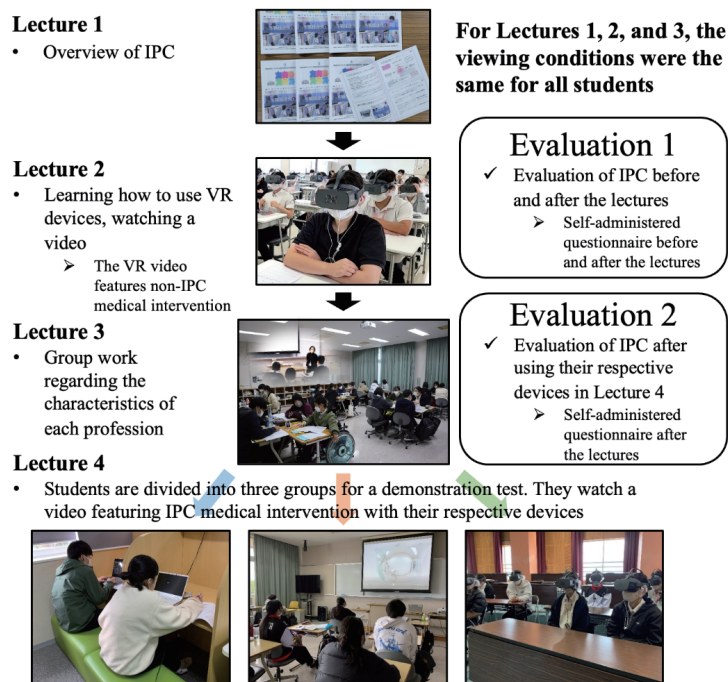 Lecture 1
• Overview of IPC
For Lectures 1, 2, and 3, the
viewing conditions were the
same for all students
Lecture 2
• Learning how to use VR
devices, watching a
video
➢ The VR video
features non-IPC
medical intervention
Evaluation 1
✓ Evaluation of IPC before
and after the lectures
➢ Self-administered
questionnaire before
and after the lectures
Lecture 3
• Group work
regarding the
characteristics of
each profession
Evaluation 2
✓ Evaluation of IPC after
using their respective
devices in Lecture 4
➢ Self-administered
questionnaire after
the lectures
Lecture 4
• Students are divided into three groups for a demonstration test. They watch a
video featuring IPC medical intervention with their respective devices